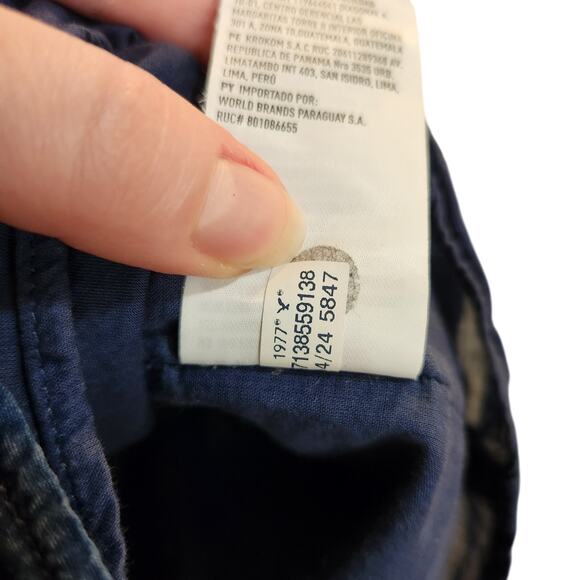 10-01, CENTRO GERENCIAL LAS
MARGARITAS TORRE II INTERIOR OFICINA
301 A, ZONA 10, GUATEMALA, GUATEMALA
PE KROKOM S.A.C RUC 20411289368 AV.
REPUBLICA DE PANAMA Nro 3535 URB.
LIMATAMBO INT 403, SAN ISIDRO, LIMA,
LIMA, PERÚ
PY IMPORTADO POR:
WORLD BRANDS PARAGUAY S.A.
RUC# 801086655
1977
7138559138
4/24 5847